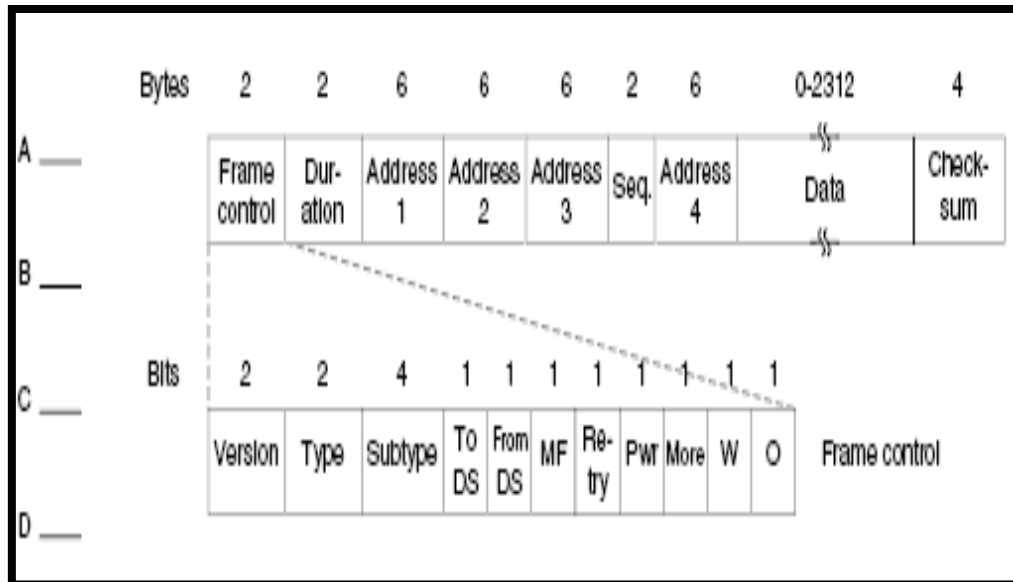 Bytes 2 2 6 6 6 2 6 0-2312 4
A
Frame control Dur-ation Address 1 Address 2 Address 3 Seq. Address 4 Data Check-sum
B
Bits 2 2 4 1 1 1 1 1 1 1 1
C
Version Type Subtype To DS From DS MF Re-try Pwr More W O Frame control
D